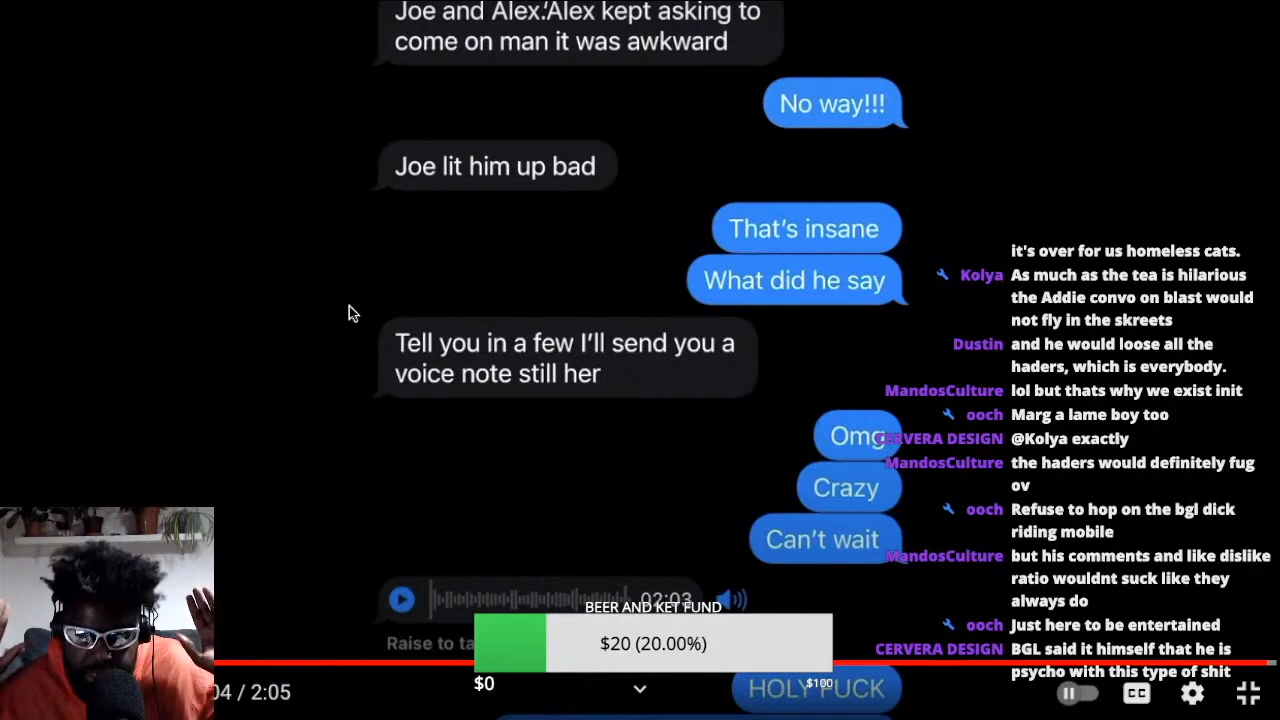 Joe and Alex.'Alex kept asking to
come on man it was awkward
No way!!!
Joe lit him up bad
That's insane
What did he say
Tell you in a few I'll send you a
voice note still her
Omg
Crazy
Can't wait
02:03
Raise to ta
HOLY FUCK
it's over for us homeless cats.
Kolya As much as the tea is hilarious
the Addie convo on blast would
not fly in the skreets
Dustin and he would loose all the
haders, which is everybody.
MandosCulture lol but thats why we exist init
ooch Marg a lame boy too
CERVERA DESIGN @Kolya exactly
MandosCulture the haders would definitely fug
ov
ooch Refuse to hop on the bgl dick
riding mobile
MandosCulture but his comments and like dislike
ratio wouldnt suck like they
always do
ooch Just here to be entertained
CERVERA DESIGN BGL said it himself that he is
psycho with this type of shit
BEER AND KET FUND
$20 (20.00%)
$0
$100
04 / 2:05
CC